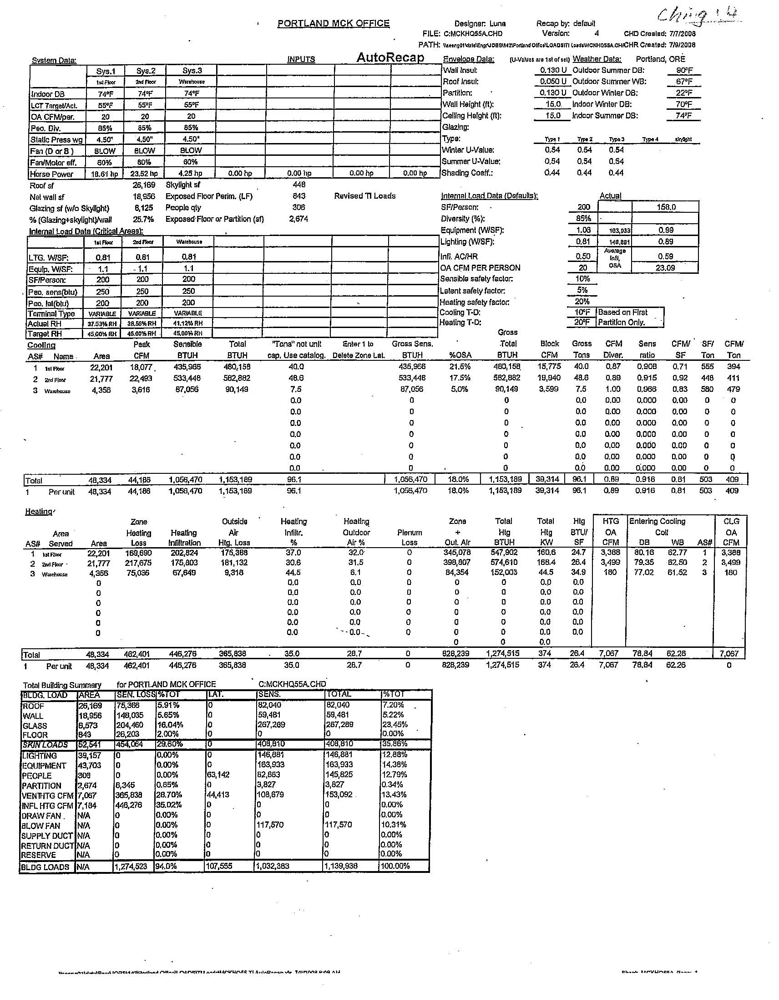 Ching
PORTLAND MCK OFFICE Designer: Luna Recap by: default
FILE: C:MCKHQ55A.CHD Version: 4 CHD Created: 7/7/2008
PATH: CHR Created: 7/9/2008
System Data: INPUTS AutoRecap Envelope Data: (U-Values are 1st of set) Weather Data: Portland, ORE
Sys.1 Sys.2 Sys.3 Wall Insul: 0.130 U Outdoor Summer DB: 90°F
1st Floor 2nd Floor Warehouse Roof Insul: 0.050 U Outdoor Summer WB: 67°F
Indoor DB 74°F 74°F 74°F Partition: 0.130 U Outdoor Winter DB: 22°F
LCT Target/Act. 55°F 55°F 55°F Wall Height (ft): 15.0 Indoor Winter DB: 70°F
OA CFM/per. 20 20 20 Ceiling Height (ft): 15.0 Indoor Summer DB: 74°F
Peo. Div. 85% 85% 85% Glazing:
Static Press wg 4.50" 4.50" 4.50" Type: Type 1 Type 2 Type 3 Type 4 skylight
Fan (D or B ) BLOW BLOW BLOW Winter U-Value: 0.54 0.54 0.54
Fan/Motor eff. 60% 60% 60% Summer U-Value: 0.54 0.54 0.54
Horse Power 18.61 hp 23.52 hp 4.25 hp 0.00 hp 0.00 hp 0.00 hp 0.00 hp Shading Coeff.: 0.44 0.44 0.44
Roof sf 26,169 Skylight sf 448
Net wall sf 18,956 Exposed Floor Perim. (LF) 843 Revised TI Loads Internal Load Data (Defaults): Actual
Glazing sf (w/o Skylight) 6,125 People qty 306 SF/Person: 200 158.0
% (Glazing+skylight)/wall 25.7% Exposed Floor or Partition (sf) 2,674 Diversity (%): 85%
Internal Load Data (Critical Areas): Equipment (W/SF): 1.06 163,933 0.99
1st Floor 2nd Floor Warehouse Lighting (W/SF): 0.81 146,881 0.89
LTG. W/SF: 0.81 0.81 0.81 Infl. AC/HR 0.50 Average Infil, 0.59
Equip. W/SF: 1.1 1.1 1.1 OA CFM PER PERSON 20 OSA 23.09
SF/Person: 200 200 200 Sensible safety factor: 10%
Peo. sens(btu) 250 250 250 Latent safety factor: 5%
Peo. lat(btu) 200 200 200 Heating safety factor: 20%
Terminal Type VARIABLE VARIABLE VARIABLE Cooling T-D: 10°F Based on First
Actual RH 37.53% RH 38.56% RH 41.12% RH Heating T-D: 20°F Partition Only.
Target RH 45.00% RH 45.00% RH 45.00% RH Gross
Cooling Peak Sensible Total "Tons" not unit Enter 1 to Gross Sens. Total Block Gross CFM Sens CFM/ SF/ CFM/
AS# Name Area CFM BTUH BTUH cap. Use catalog. Delete Zone Lat. BTUH %OSA BTUH CFM Tons Diver. ratio SF Ton Ton
1 1st Floor 22,201 18,077 435,966 480,158 40.0 435,966 21.5% 480,158 15,775 40.0 0.87 0.908 0.71 555 394
2 2nd Floor 21,777 22,493 533,448 582,882 48.6 533,448 17.5% 582,882 19,940 48.6 0.89 0.915 0.92 448 411
3 Warehouse 4,356 3,616 87,056 90,149 7.5 87,056 5.0% 90,149 3,599 7.5 1.00 0.966 0.83 580 479
0.0 0 0 0.0 0.00 0.000 0.00 0 0
0.0 0 0 0.0 0.00 0.000 0.00 0 0
0.0 0 0 0.0 0.00 0.000 0.00 0 0
0.0 0 0 0.0 0.00 0.000 0.00 0 0
0.0 0 0 0.0 0.00 0.000 0.00 0 0
0.0 0 0 0.0 0.00 0.000 0.00 0 0
0.0 0 0 0.0 0.00 0.000 0.00 0 0
Total 48,334 44,186 1,056,470 1,153,189 96.1 1,056,470 18.0% 1,153,189 39,314 96.1 0.89 0.916 0.81 503 409
1 Per unit 48,334 44,186 1,056,470 1,153,189 96.1 1,056,470 18.0% 1,153,189 39,314 96.1 0.89 0.916 0.81 503 409
Heating
Zone Outside Heating Heating Zone Total Total Htg HTG Entering Cooling CLG
Area Heating Heating Air Infiltr. Outdoor Plenum + Htg Htg BTU/ OA Coil OA
AS# Served Area Loss Infiltration Htg. Loss % Air % Loss Out. Air BTUH KW SF CFM DB WB AS# CFM
1 1st Floor 22,201 169,690 202,824 175,388 37.0 32.0 0 345,078 547,902 160.6 24.7 3,388 80.16 62.77 1 3,388
2 2nd Floor 21,777 217,675 175,803 181,132 30.6 31.5 0 398,807 574,610 168.4 26.4 3,499 79.35 62.50 2 3,499
3 Warehouse 4,356 75,036 67,649 9,318 44.5 6.1 0 84,354 152,003 44.5 34.9 180 77.02 61.52 3 180
0 0.0 0.0 0 0 0 0.0 0.0
0 0.0 0.0 0 0 0 0.0 0.0
0 0.0 0.0 0 0 0 0.0 0.0
0 0.0 0.0 0 0 0 0.0 0.0
0 0.0 0.0 0 0 0 0.0 0.0
0 0.0 0.0 0 0 0 0.0 0.0
0 0 0.0
Total 48,334 462,401 446,276 365,838 35.0 28.7 0 828,239 1,274,515 374 26.4 7,067 78.84 62.26 7,067
1 Per unit 48,334 462,401 446,276 365,838 35.0 28.7 0 828,239 1,274,515 374 26.4 7,067 78.84 62.26 0
Total Building Summary for PORTLAND MCK OFFICE C:MCKHQ55A.CHD
BLDG. LOAD AREA SEN. LOSS %TOT LAT. SENS. TOTAL %TOT
ROOF 26,169 75,366 5.91% 0 82,040 82,040 7.20%
WALL 18,956 148,035 5.65% 0 59,481 59,481 5.22%
GLASS 6,573 204,460 16.04% 0 267,289 267,289 23.45%
FLOOR 843 26,203 2.00% 0 0 0 0.00%
SKIN LOADS 52,541 454,064 29.60% 0 408,810 408,810 35.86%
LIGHTING 39,157 0 0.00% 0 146,881 146,881 12.88%
EQUIPMENT 43,703 0 0.00% 0 163,933 163,933 14.38%
PEOPLE 306 0 0.00% 63,142 82,683 145,825 12.79%
PARTITION 2,674 8,345 0.65% 0 3,827 3,827 0.34%
VENTHTG CFM 7,067 365,838 28.70% 44,413 108,679 153,092 13.43%
INFL HTG CFM 7,184 446,276 35.02% 0 0 0 0.00%
DRAW FAN . N/A 0 0.00% 0 0 0 0.00%
BLOW FAN N/A 0 0.00% 0 117,570 117,570 10.31%
SUPPLY DUCT N/A 0 0.00% 0 0 0 0.00%
RETURN DUCT N/A 0 0.00% 0 0 0 0.00%
RESERVE N/A 0 0.00% 0 0 0 0.00%
BLDG LOADS N/A 1,274,523 94.0% 107,555 1,032,383 1,139,938 100.00%